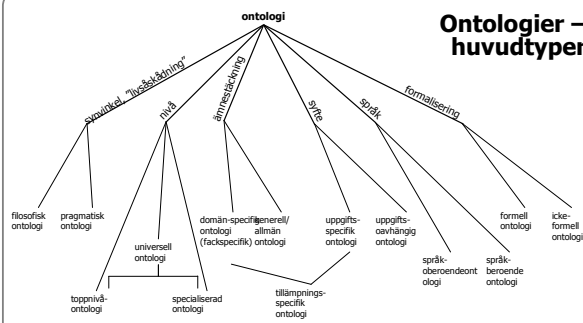 ontologi
Ontologier –
huvudtyper
synvinkel, "livsåskådning"
nivå
ämnestäckning
syfte
språk
formalisering
filosofisk
ontologi
pragmatisk
ontologi
universell
ontologi
toppnivå-
ontologi
specialiserad
ontologi
domän-specifik
ontologi
(fackspecifik)
generell/
allmän
ontologi
uppgifts-
specifik
ontologi
uppgifts-
oavhängig
ontologi
tillämpnings-
specifik
ontologi
språk-
oberoendeont
ologi
språk-
beroende
ontologi
formell
ontologi
icke-
formell
ontologi